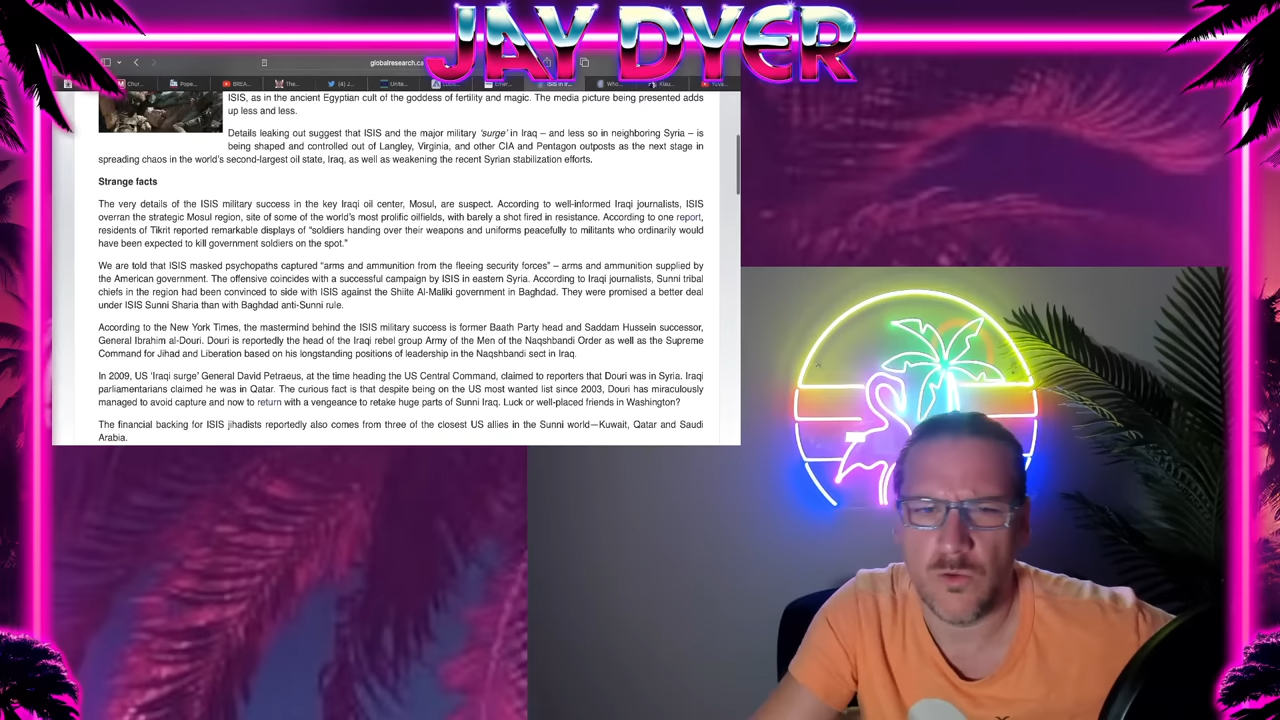 JAY DYER
globalresearch.ca
Chur...
Pope...
BREA...
The...
(4) J...
Unite...
Emer...
ISIS in Ir...
Who...
Klau...
Yuva...
ISIS, as in the ancient Egyptian cult of the goddess of fertility and magic. The media picture being presented adds
up less and less.
Details leaking out suggest that ISIS and the major military ‘surge’ in Iraq – and less so in neighboring Syria – is
being shaped and controlled out of Langley, Virginia, and other CIA and Pentagon outposts as the next stage in
spreading chaos in the world’s second-largest oil state, Iraq, as well as weakening the recent Syrian stabilization efforts.
Strange facts
The very details of the ISIS military success in the key Iraqi oil center, Mosul, are suspect. According to well-informed Iraqi journalists, ISIS
overran the strategic Mosul region, site of some of the world’s most prolific oilfields, with barely a shot fired in resistance. According to one report,
residents of Tikrit reported remarkable displays of “soldiers handing over their weapons and uniforms peacefully to militants who ordinarily would
have been expected to kill government soldiers on the spot.”
We are told that ISIS masked psychopaths captured “arms and ammunition from the fleeing security forces” – arms and ammunition supplied by
the American government. The offensive coincides with a successful campaign by ISIS in eastern Syria. According to Iraqi journalists, Sunni tribal
chiefs in the region had been convinced to side with ISIS against the Shiite Al-Maliki government in Baghdad. They were promised a better deal
under ISIS Sunni Sharia than with Baghdad anti-Sunni rule.
According to the New York Times, the mastermind behind the ISIS military success is former Baath Party head and Saddam Hussein successor,
General Ibrahim al-Douri. Douri is reportedly the head of the Iraqi rebel group Army of the Men of the Naqshbandi Order as well as the Supreme
Command for Jihad and Liberation based on his longstanding positions of leadership in the Naqshbandi sect in Iraq.
In 2009, US ‘Iraqi surge’ General David Petraeus, at the time heading the US Central Command, claimed to reporters that Douri was in Syria. Iraqi
parliamentarians claimed he was in Qatar. The curious fact is that despite being on the US most wanted list since 2003, Douri has miraculously
managed to avoid capture and now to return with a vengeance to retake huge parts of Sunni Iraq. Luck or well-placed friends in Washington?
The financial backing for ISIS jihadists reportedly also comes from three of the closest US allies in the Sunni world—Kuwait, Qatar and Saudi
Arabia.